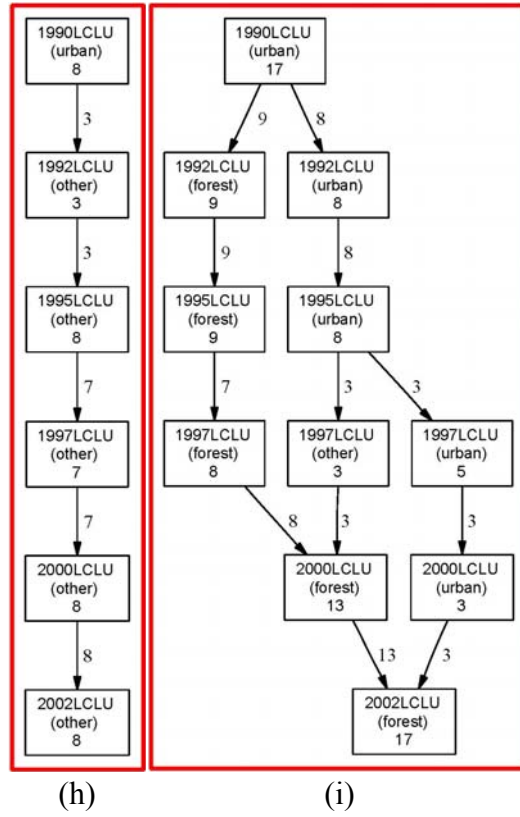 1990LCLU
(urban)
8
3
1992LCLU
(other)
3
3
1995LCLU
(other)
8
7
1997LCLU
(other)
7
7
2000LCLU
(other)
8
8
2002LCLU
(other)
8
(h)
1990LCLU
(urban)
17
9 8
1992LCLU 1992LCLU
(forest) (urban)
9 8
9 8
1995LCLU 1995LCLU
(forest) (urban)
9 8
7 3 3
1997LCLU 1997LCLU 1997LCLU
(forest) (other) (urban)
8 3 5
8 3 3
2000LCLU 2000LCLU
(forest) (urban)
13 3
13 3
2002LCLU
(forest)
17
(i)